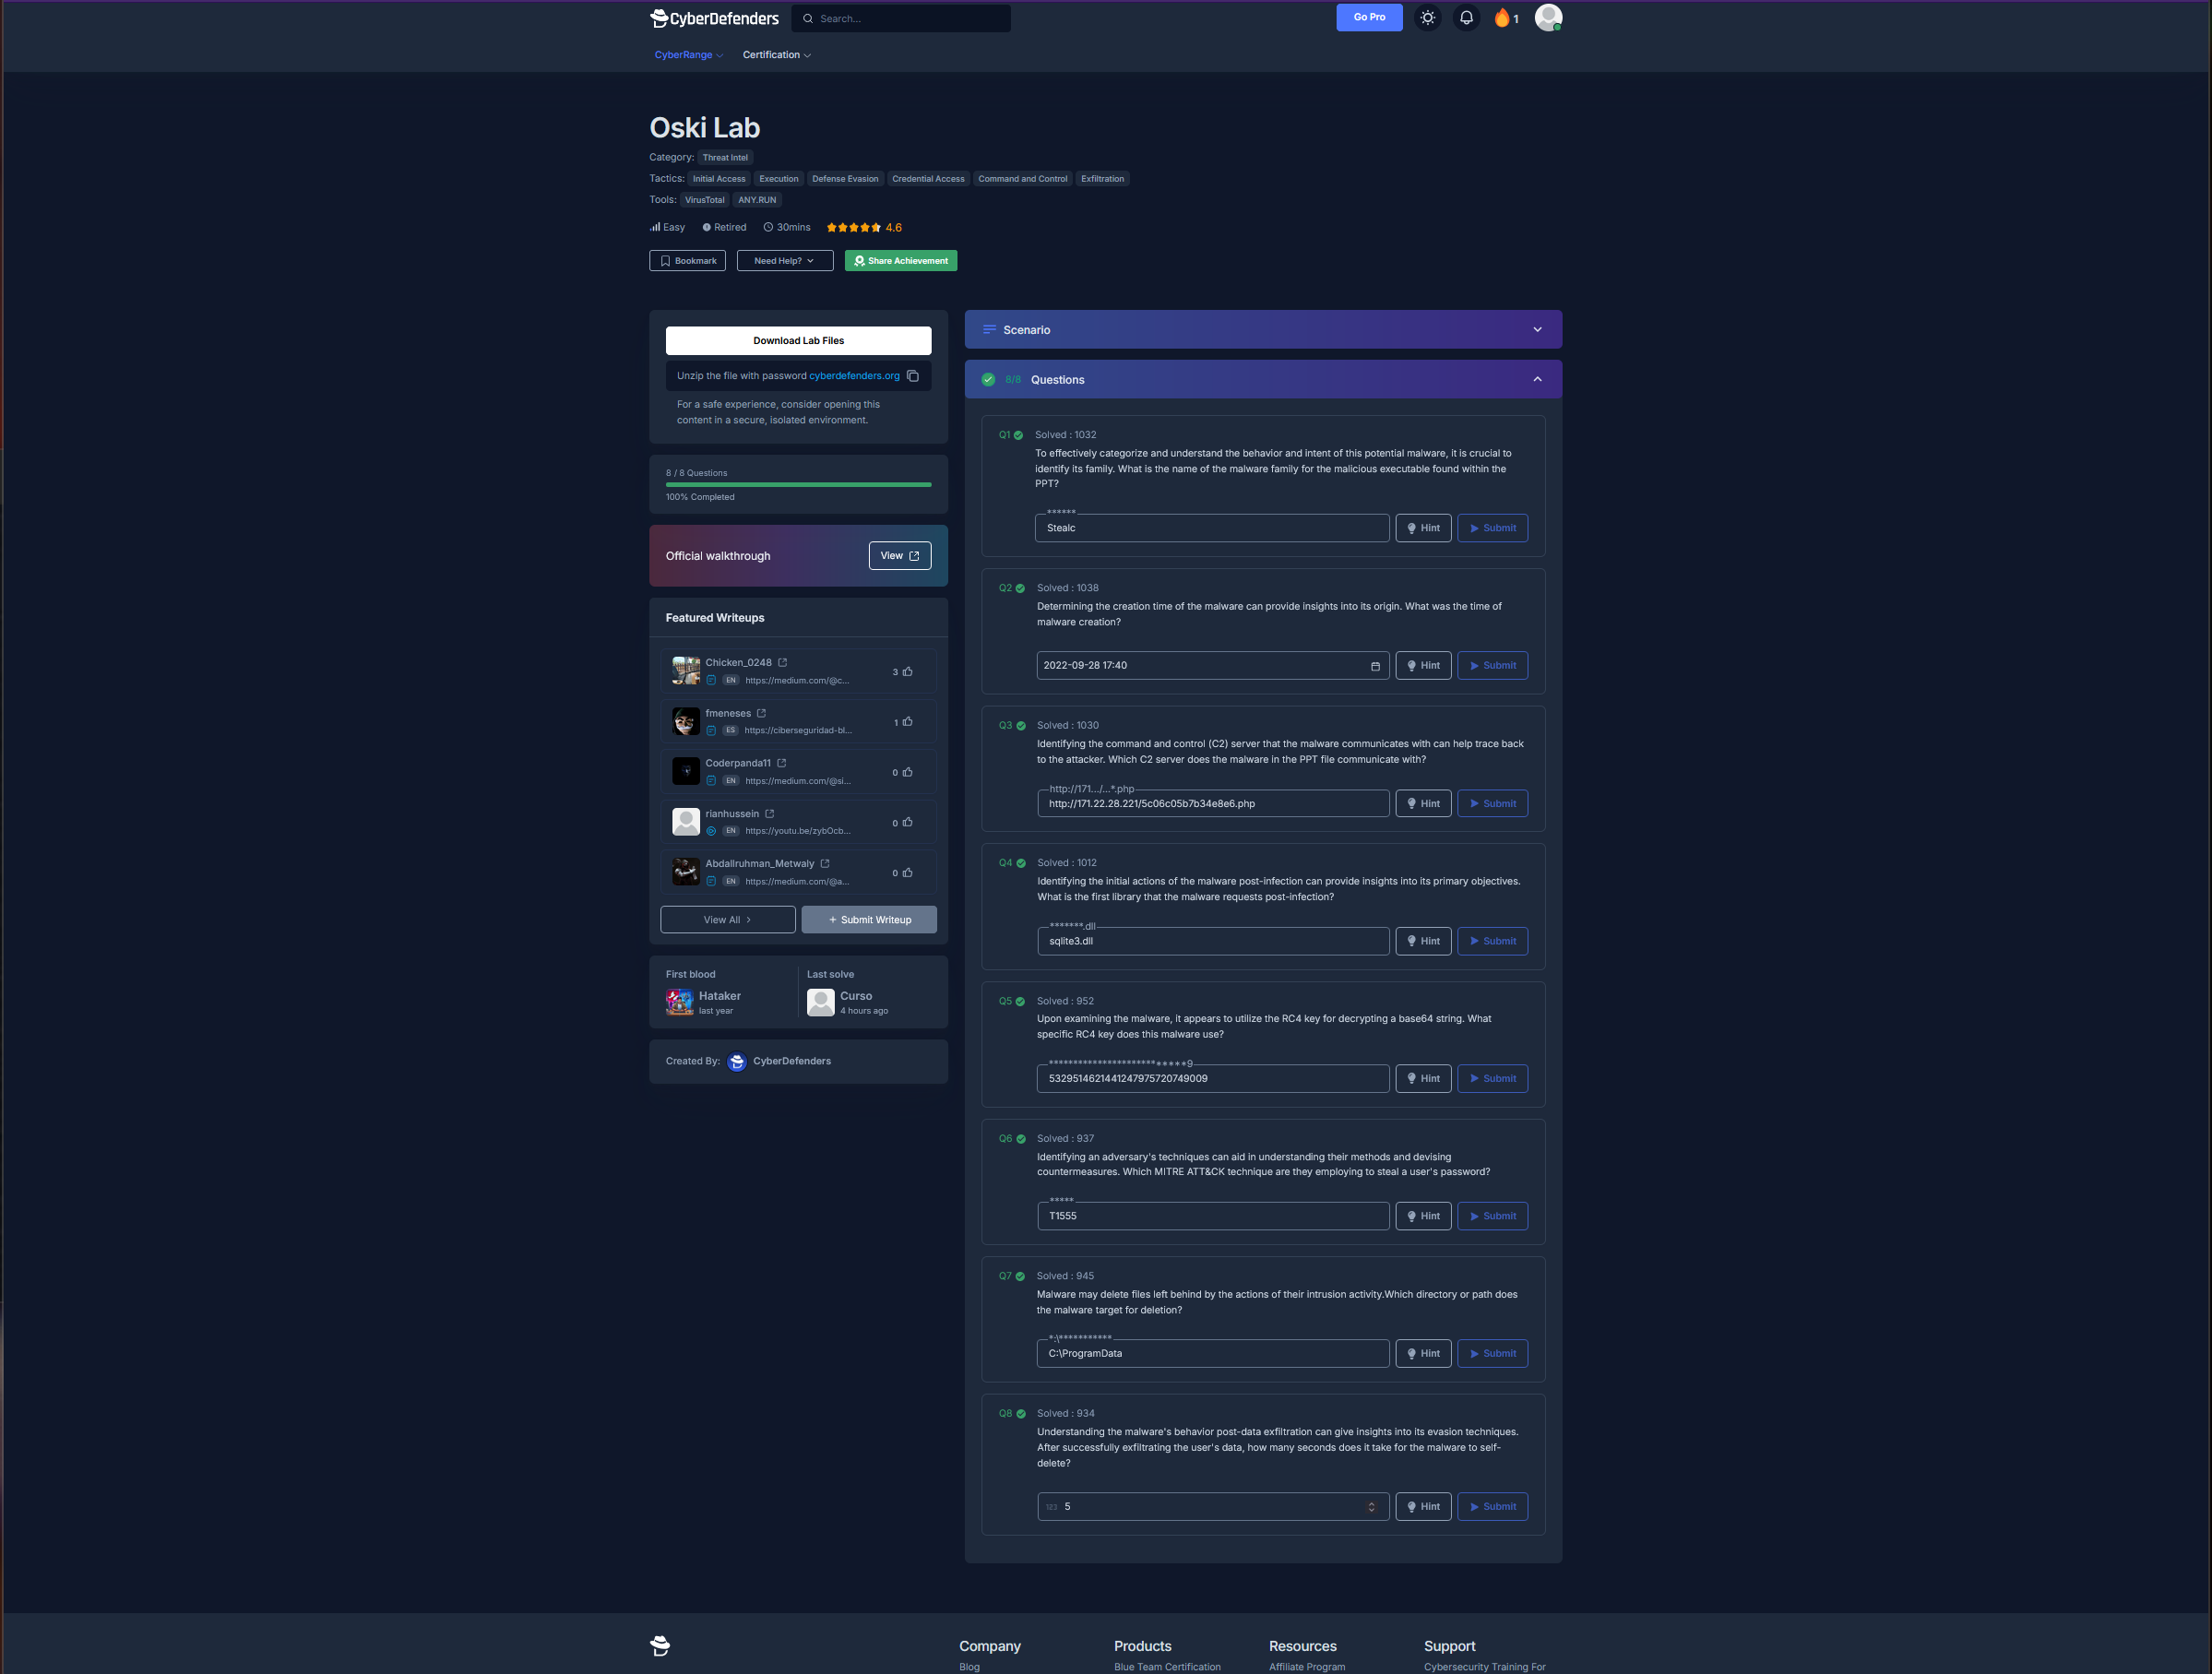 CyberDefenders
Search...
Go Pro
1
CyberRange
Certification
Oski Lab
Category: Threat Intel
Tactics: Initial Access Execution Defense Evasion Credential Access Command and Control Exfiltration
Tools: VirusTotal ANY.RUN
Easy Retired 30mins 4.6
Bookmark Need Help? Share Achievement
Download Lab Files
Unzip the file with password cyberdefenders.org
For a safe experience, consider opening this
content in a secure, isolated environment.
8 / 8 Questions
100% Completed
Official walkthrough View
Featured Writeups
Chicken_0248
EN https://medium.com/@c...
3
fmeneses
ES https://ciberseguridad-bl...
1
Coderpanda11
EN https://medium.com/@si...
0
rianhussein
EN https://youtu.be/zybOcb...
0
Abdallruhman_Metwaly
EN https://medium.com/@a...
0
View All
+ Submit Writeup
First blood
Hataker
last year
Last solve
Curso
4 hours ago
Created By: CyberDefenders
Scenario
8/8 Questions
Q1 Solved : 1032
To effectively categorize and understand the behavior and intent of this potential malware, it is crucial to
identify its family. What is the name of the malware family for the malicious executable found within the
PPT?
******
Stealc
Hint Submit
Q2 Solved : 1038
Determining the creation time of the malware can provide insights into its origin. What was the time of
malware creation?
2022-09-28 17:40
Hint Submit
Q3 Solved : 1030
Identifying the command and control (C2) server that the malware communicates with can help trace back
to the attacker. Which C2 server does the malware in the PPT file communicate with?
http://171.../...*.php
http://171.22.28.221/5c06c05b7b34e8e6.php
Hint Submit
Q4 Solved : 1012
Identifying the initial actions of the malware post-infection can provide insights into its primary objectives.
What is the first library that the malware requests post-infection?
*******.dll
sqlite3.dll
Hint Submit
Q5 Solved : 952
Upon examining the malware, it appears to utilize the RC4 key for decrypting a base64 string. What
specific RC4 key does this malware use?
***************************9
5329514621441247975720749009
Hint Submit
Q6 Solved : 937
Identifying an adversary's techniques can aid in understanding their methods and devising
countermeasures. Which MITRE ATT&CK technique are they employing to steal a user's password?
*****
T1555
Hint Submit
Q7 Solved : 945
Malware may delete files left behind by the actions of their intrusion activity.Which directory or path does
the malware target for deletion?
*:\***********
C:\ProgramData
Hint Submit
Q8 Solved : 934
Understanding the malware's behavior post-data exfiltration can give insights into its evasion techniques.
After successfully exfiltrating the user's data, how many seconds does it take for the malware to self-
delete?
123 5
Hint Submit
Company Products Resources Support
Blog Blue Team Certification Affiliate Program Cybersecurity Training For